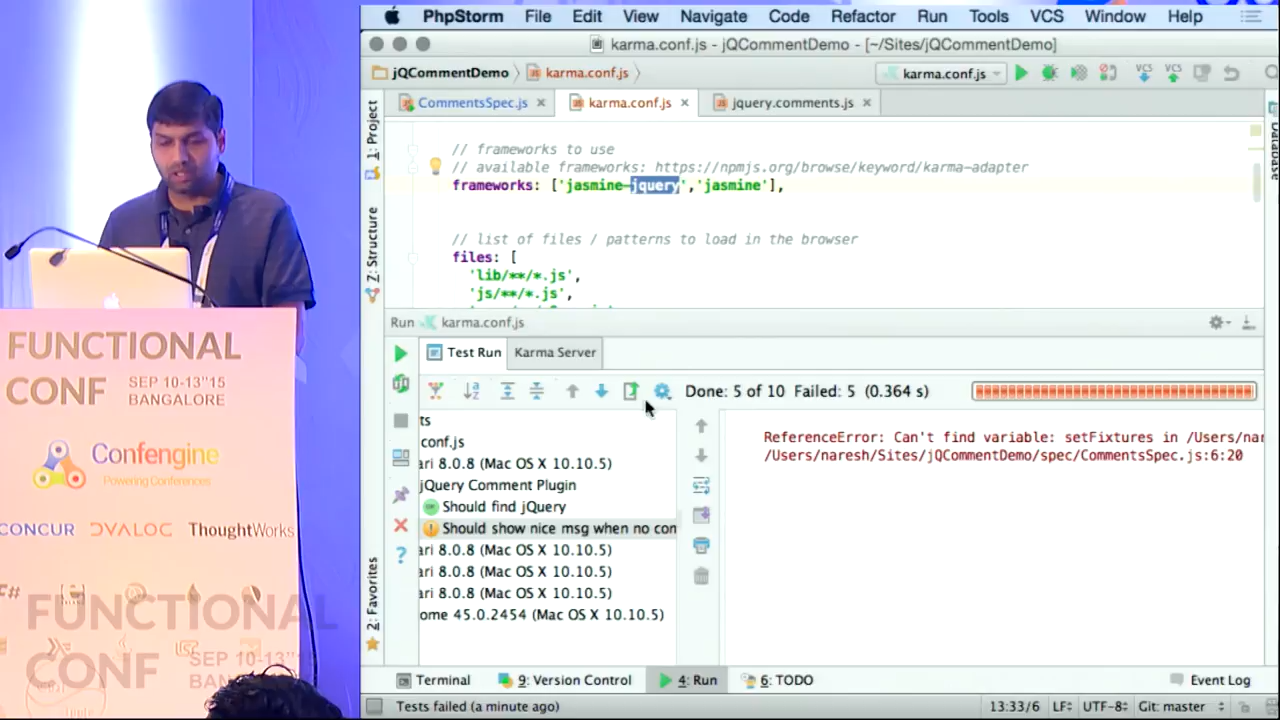 PhpStorm File Edit View Navigate Code Refactor Run Tools VCS Window Help
karma.conf.js - jQCommentDemo - [~/Sites/jQCommentDemo]
jQCommentDemo karma.conf.js karma.conf.js VCS VCS
1: Project
CommentsSpec.js karma.conf.js jquery.comments.js
Database
// frameworks to use
// available frameworks: https://npmjs.org/browse/keyword/karma-adapter
frameworks: ['jasmine-jquery','jasmine'],
Z: Structure
// list of files / patterns to load in the browser
files: [
'lib/**/*.js',
'js/**/*.js',
Run karma.conf.js
Test Run Karma Server
Done: 5 of 10 Failed: 5 (0.364 s)
ts
conf.js
ari 8.0.8 (Mac OS X 10.10.5)
jQuery Comment Plugin
Should find jQuery
Should show nice msg when no con
ari 8.0.8 (Mac OS X 10.10.5)
ari 8.0.8 (Mac OS X 10.10.5)
ari 8.0.8 (Mac OS X 10.10.5)
ome 45.0.2454 (Mac OS X 10.10.5)
ReferenceError: Can't find variable: setFixtures in /Users/nar
/Users/naresh/Sites/jQCommentDemo/spec/CommentsSpec.js:6:20
2: Favorites
Terminal 9: Version Control 4: Run 6: TODO Event Log
Tests failed (a minute ago) 13:33/6 LF UTF-8 Git: master
FUNCTIONAL
CONF SEP 10-13"15
BANGALORE
Confengine
Powering Conferences
CONCUR DVALOC ThoughtWorks
F#
FUNCTIONAL
CONF SEP 10-13"15